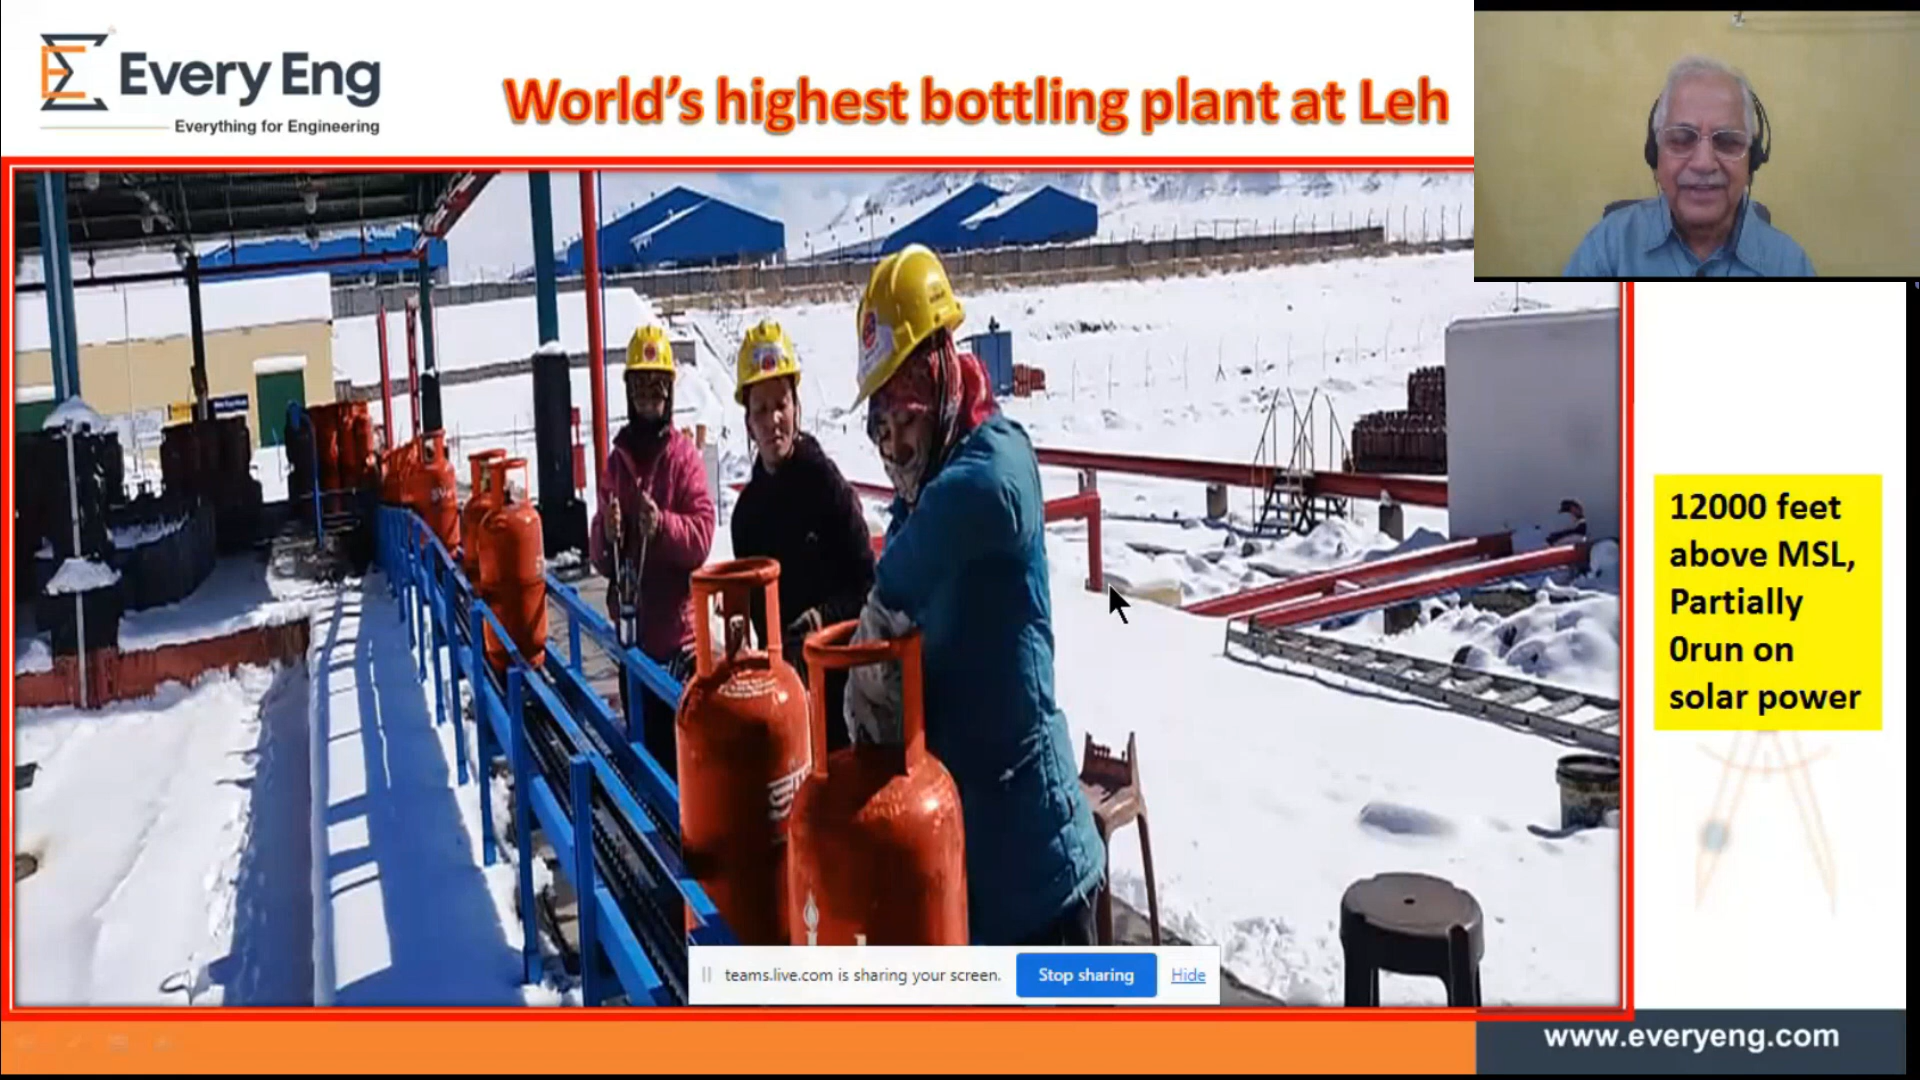 Every Eng
Everything for Engineering
World's highest bottling plant at Leh
12000 feet
above MSL,
Partially
0run on
solar power
teams.live.com is sharing your screen.
Stop sharing
Hide
www.everyeng.com